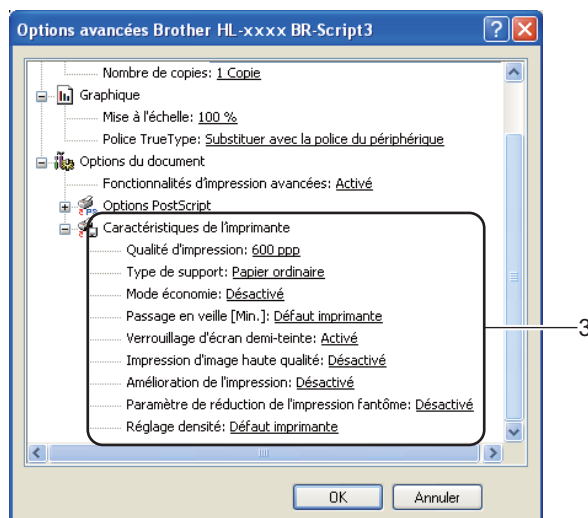 Options avancées Brother HL-xxxx BR-Script3
Nombre de copies: 1 Copie
Graphique
Mise à l'échelle: 100 %
Police TrueType: Substituer avec la police du périphérique
Options du document
Fonctionnalités d'impression avancées: Activé
Options PostScript
Caractéristiques de l'imprimante
Qualité d'impression: 600 ppp
Type de support: Papier ordinaire
Mode économie: Désactivé
Passage en veille [Min.]: Défaut imprimante
Verrouillage d'écran demi-teinte: Activé
3
Impression d'image haute qualité: Désactivé
Amélioration de l'impression: Désactivé
Paramètre de réduction de l'impression fantôme: Désactivé
Réglage densité: Défaut imprimante
OK
Annuler